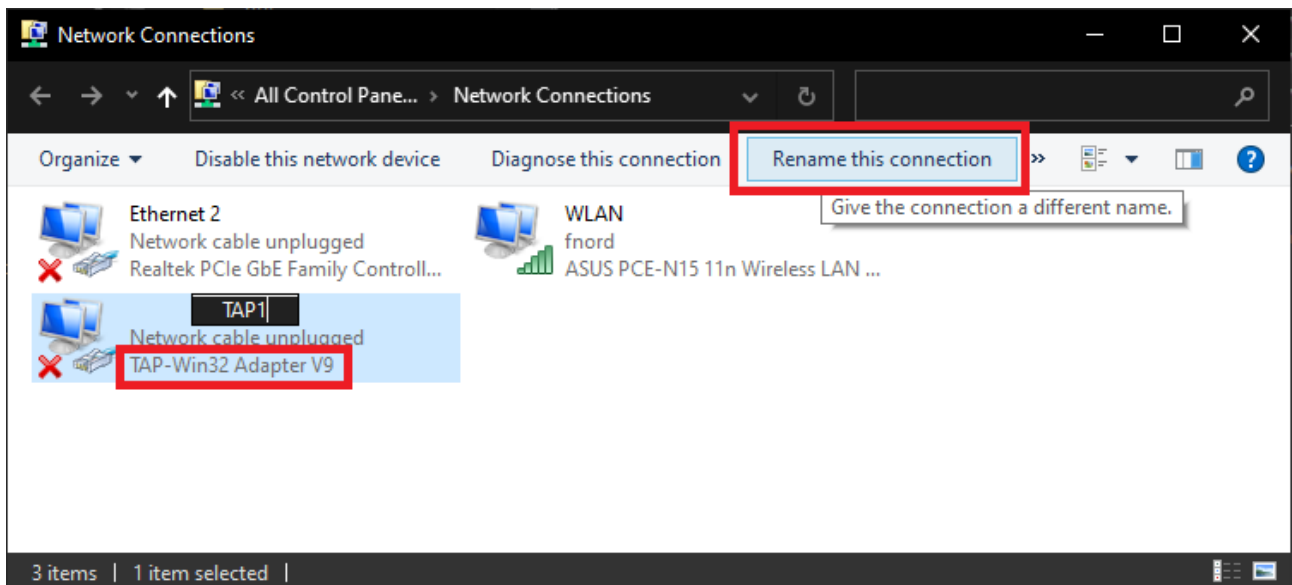 Network Connections
« All Control Pane... › Network Connections
Organize Disable this network device Diagnose this connection Rename this connection »
Give the connection a different name.
Ethernet 2
Network cable unplugged
Realtek PCIe GbE Family Controll...
WLAN
fnord
ASUS PCE-N15 11n Wireless LAN ...
TAP1
Network cable unplugged
TAP-Win32 Adapter V9
3 items | 1 item selected |